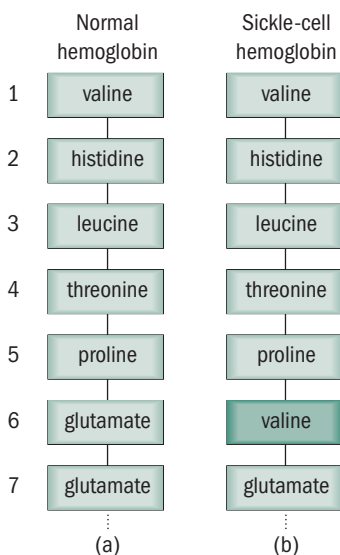 Normal Sickle-cell
hemoglobin hemoglobin
1 valine valine
2 histidine histidine
3 leucine leucine
4 threonine threonine
5 proline proline
6 glutamate valine
7 glutamate glutamate
(a) (b)